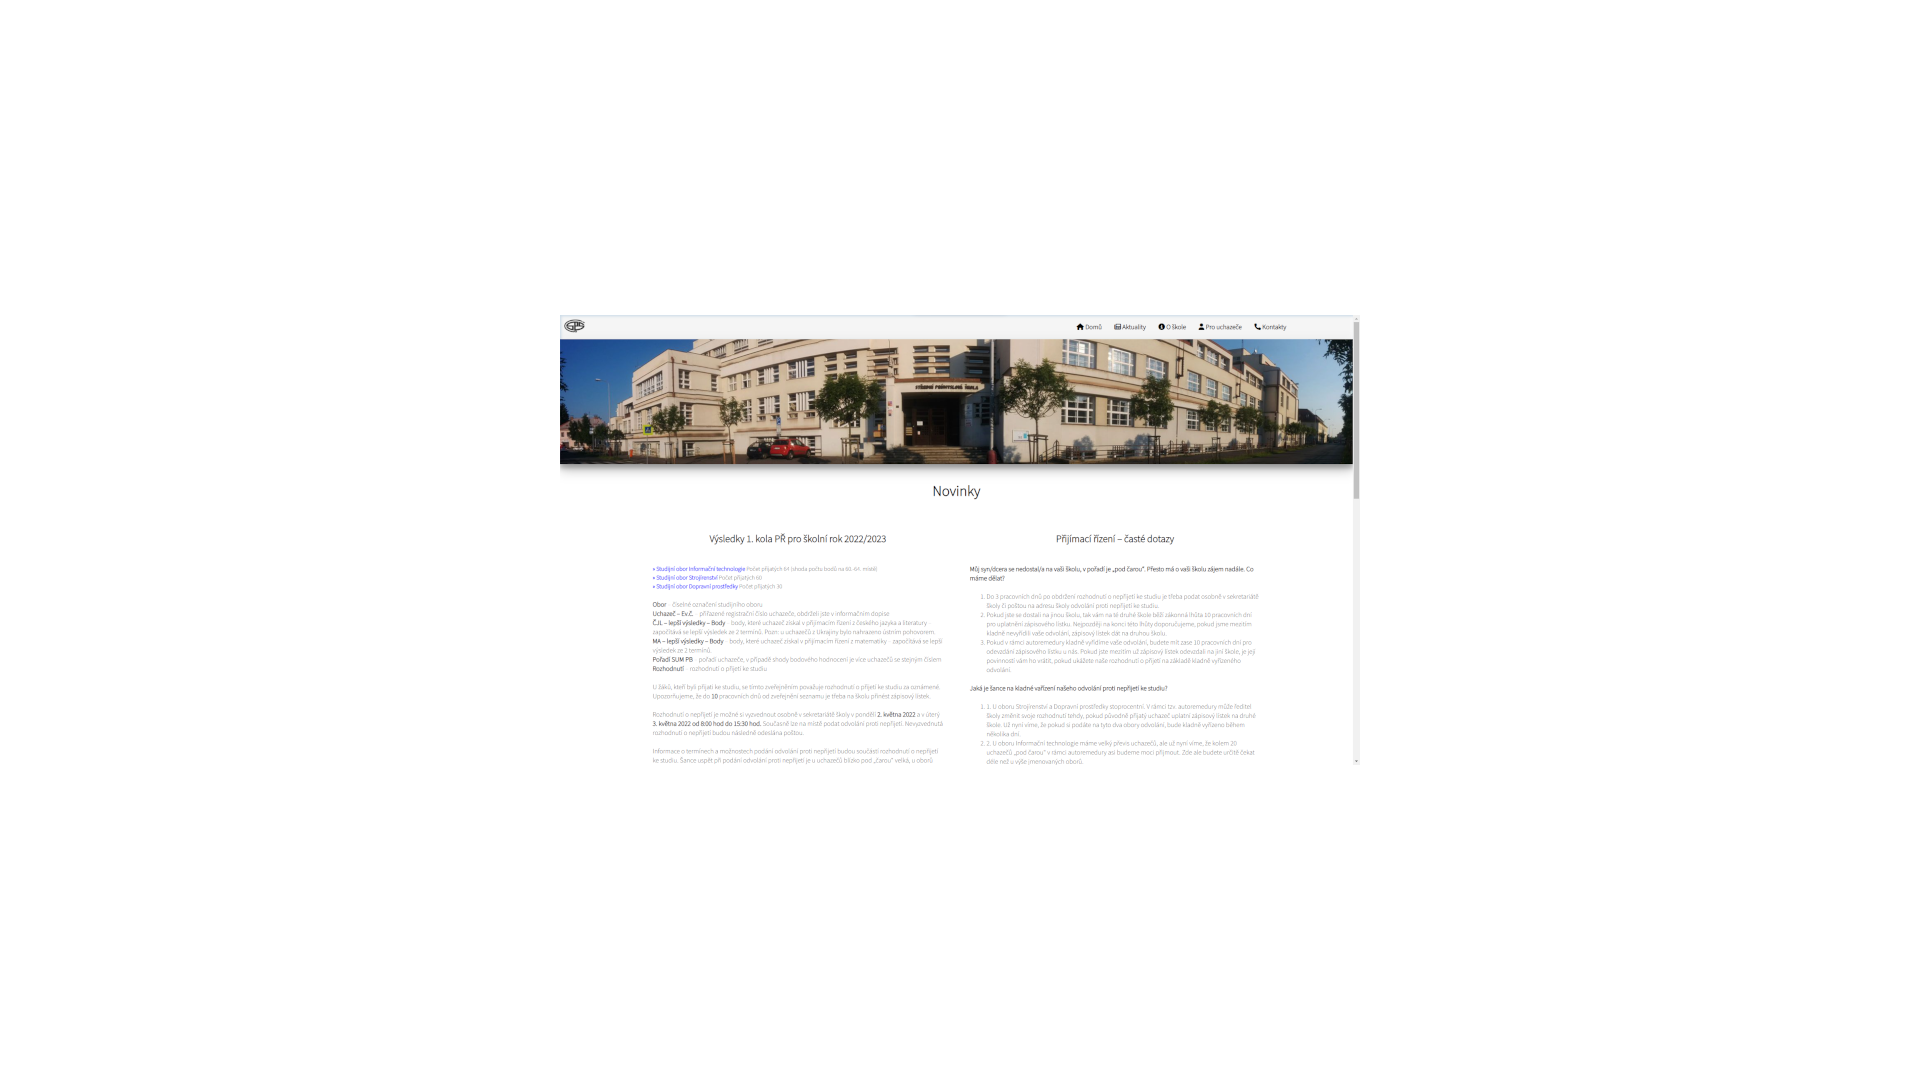 Domů Aktuality O škole Pro uchazeče Kontakty
STŘEDNÍ PRŮMYSLOVÁ ŠKOLA
Novinky
Výsledky 1. kola PŘ pro školní rok 2022/2023
» Studijní obor Informační technologie Počet přijatých 64 (shoda počtu bodů na 60.-64. místě)
» Studijní obor Strojírenství Počet přijatých 60
» Studijní obor Dopravní prostředky Počet přijatých 30
Obor - číselné označení studijního oboru
Uchazeč – Ev.č. - přiřazené registrační číslo uchazeče, obdrželi jste v informačním dopise
ČJL – lepší výsledky – Body - body, které uchazeč získal v přijímacím řízení z českého jazyka a literatury -
započítává se lepší výsledek ze 2 termínů. Pozn: u uchazečů z Ukrajiny bylo nahrazeno ústním pohovorem.
MA – lepší výsledky – Body - body, které uchazeč získal v přijímacím řízení z matematiky - započítává se lepší
výsledek ze 2 termínů.
Pořadí SUM PB - pořadí uchazeče, v případě shody bodového hodnocení je více uchazečů se stejným číslem
Rozhodnutí - rozhodnutí o přijetí ke studiu
U žáků, kteří byli přijati ke studiu, se tímto zveřejněním považuje rozhodnutí o přijetí ke studiu za oznámené.
Upozorňujeme, že do 10 pracovních dnů od zveřejnění seznamu je třeba na školu přinést zápisový lístek.
Rozhodnutí o nepřijetí je možné si vyzvednout osobně v sekretariátě školy v pondělí 2. května 2022 a v úterý
3. května 2022 od 8:00 hod do 15:30 hod. Současně lze na místě podat odvolání proti nepřijetí. Nevyzvednutá
rozhodnutí o nepřijetí budou následně odeslána poštou.
Informace o termínech a možnostech podání odvolání proti nepřijetí budou součástí rozhodnutí o nepřijetí
ke studiu. Šance uspět při podání odvolání proti nepřijetí je u uchazečů blízko pod „čarou“ velká, u oborů
Přijímací řízení – časté dotazy
Můj syn/dcera se nedostal/a na vaši školu, v pořadí je „pod čarou“. Přesto má o vaši školu zájem nadále. Co
máme dělat?
1. Do 3 pracovních dnů po obdržení rozhodnutí o nepřijetí ke studiu je třeba podat osobně v sekretariátě
školy či poštou na adresu školy odvolání proti nepřijetí ke studiu.
2. Pokud jste se dostali na jinou školu, tak vám na té druhé škole běží zákonná lhůta 10 pracovních dní
pro uplatnění zápisového lístku. Nejpozději na konci této lhůty doporučujeme, pokud jsme mezitím
kladně nevyřídili vaše odvolání, zápisový lístek dát na druhou školu.
3. Pokud v rámci autoremedury kladně vyřídíme vaše odvolání, budete mít zase 10 pracovních dní pro
odevzdání zápisového lístku u nás. Pokud jste mezitím už zápisový lístek odevzdali na jiní škole, je její
povinností vám ho vrátit, pokud ukážete naše rozhodnutí o přijetí na základě kladně vyřízeného
odvolání.
Jaká je šance na kladné vařízení našeho odvolání proti nepřijetí ke studiu?
1. 1. U oboru Strojírenství a Dopravní prostředky stoprocentní. V rámci tzv. autoremedury může ředitel
školy změnit svoje rozhodnutí tehdy, pokud původně přijatý uchazeč uplatní zápisový lístek na druhé
škole. Už nyní víme, že pokud si podáte na tyto dva obory odvolání, bude kladně vyřízeno během
několika dní.
2. 2. U oboru Informační technologie máme velký převis uchazečů, ale už nyní víme, že kolem 20
uchazečů „pod čarou“ v rámci autoremedury asi budeme moci přijmout. Zde ale budete určitě čekat
déle než u výše jmenovaných oborů.